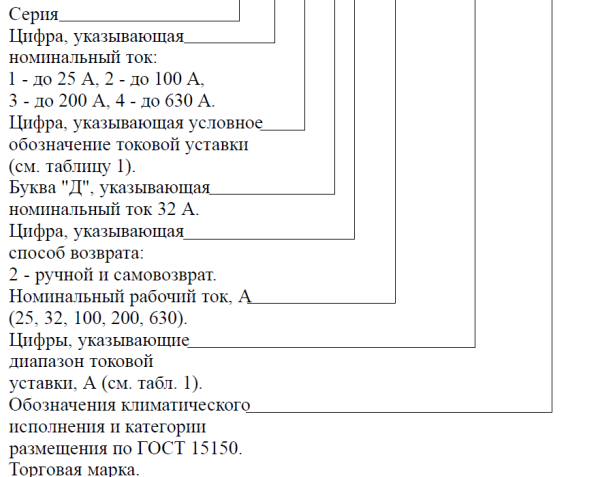 Серия
Цифра, указывающая
номинальный ток:
1 - до 25 А, 2 - до 100 А,
3 - до 200 А, 4 - до 630 А.
Цифра, указывающая условное
обозначение токовой уставки
(см. таблицу 1).
Буква "Д", указывающая
номинальный ток 32 А.
Цифра, указывающая
способ возврата:
2 - ручной и самовозврат.
Номинальный рабочий ток, А
(25, 32, 100, 200, 630).
Цифры, указывающие
диапазон токовой
уставки, А (см. табл. 1).
Обозначения климатического
исполнения и категории
размещения по ГОСТ 15150.
Торговая марка.